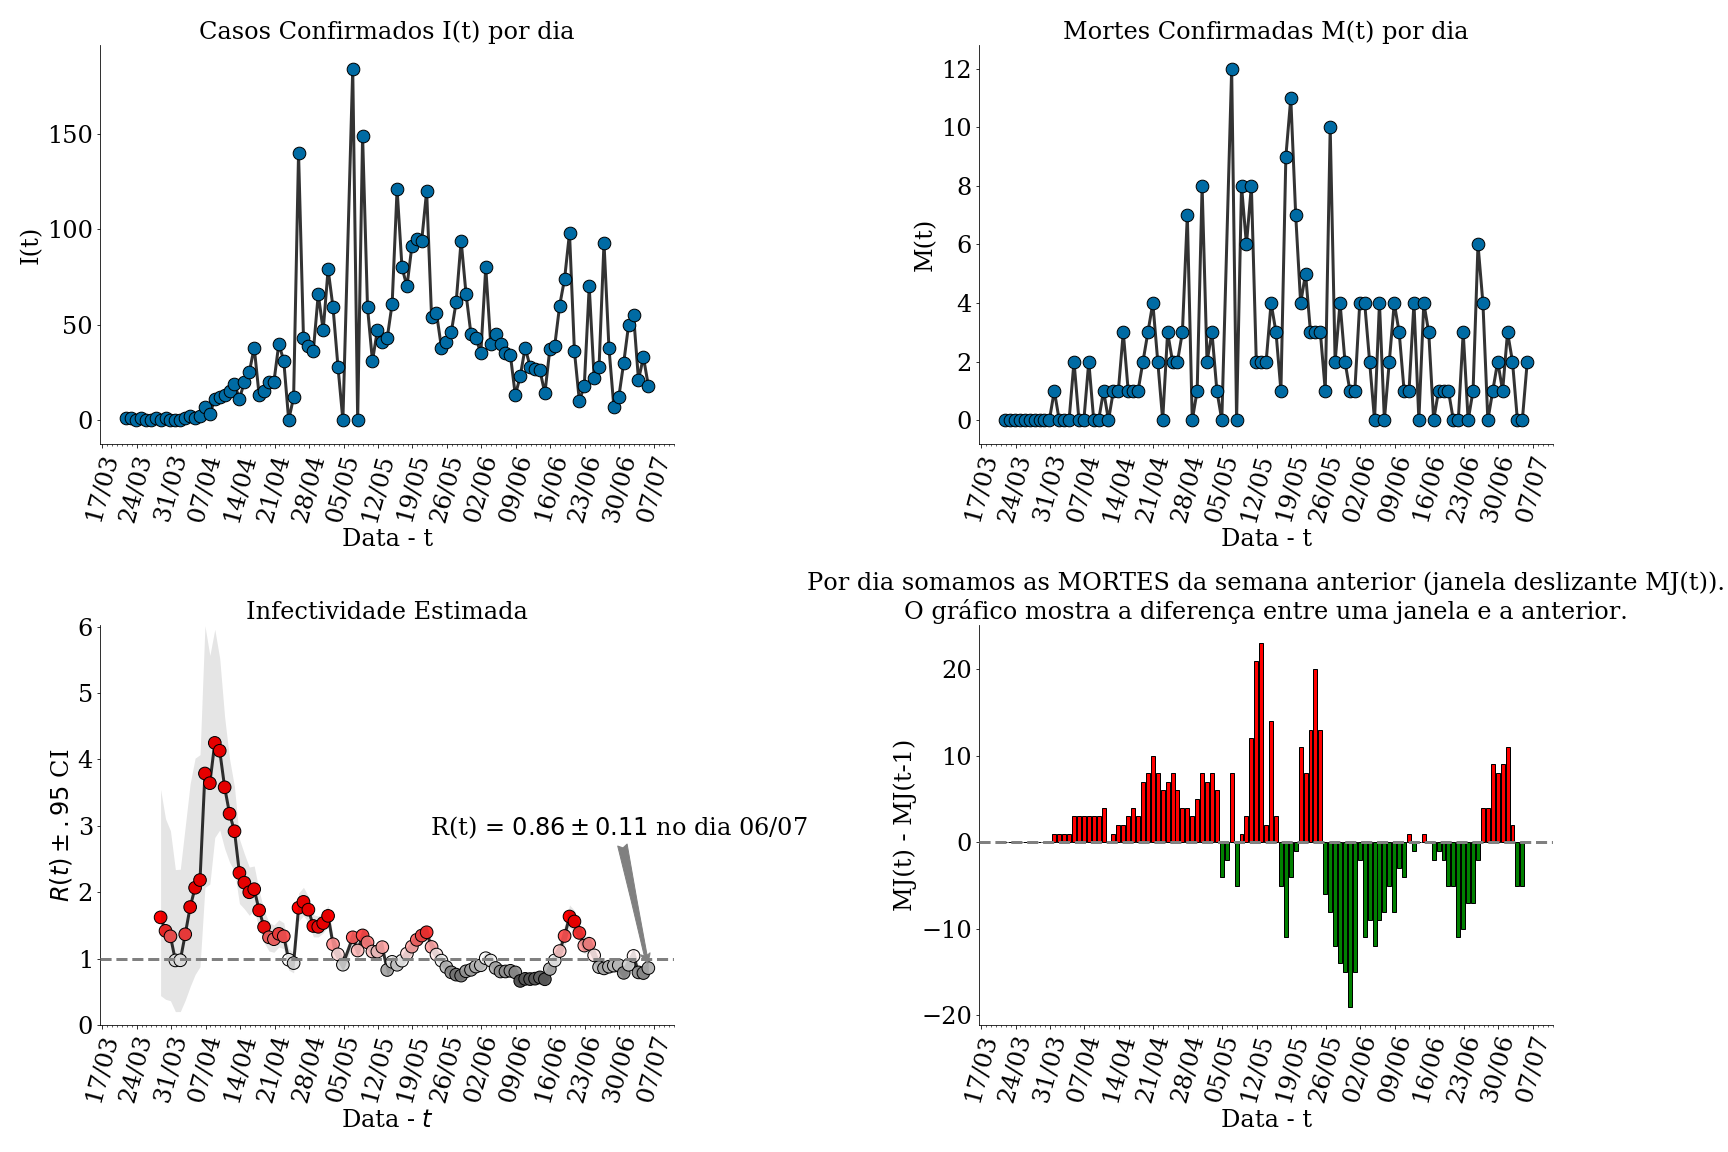 Casos Confirmados I(t) por dia
I(t)
150
100
50
0
17/03 24/03 31/03 07/04 14/04 21/04 28/04 05/05 12/05 19/05 26/05 02/06 09/06 16/06 23/06 30/06 07/07
Data - t
Mortes Confirmadas M(t) por dia
M(t)
12
10
8
6
4
2
0
17/03 24/03 31/03 07/04 14/04 21/04 28/04 05/05 12/05 19/05 26/05 02/06 09/06 16/06 23/06 30/06 07/07
Data - t
Infectividade Estimada
R(t) ± .95 CI
6
5
4
3
2
1
0
R(t) = 0.86 ± 0.11 no dia 06/07
17/03 24/03 31/03 07/04 14/04 21/04 28/04 05/05 12/05 19/05 26/05 02/06 09/06 16/06 23/06 30/06 07/07
Data - t
Por dia somamos as MORTES da semana anterior (janela deslizante MJ(t)).
O gráfico mostra a diferença entre uma janela e a anterior.
MJ(t) - MJ(t-1)
20
10
0
−10
−20
17/03 24/03 31/03 07/04 14/04 21/04 28/04 05/05 12/05 19/05 26/05 02/06 09/06 16/06 23/06 30/06 07/07
Data - t